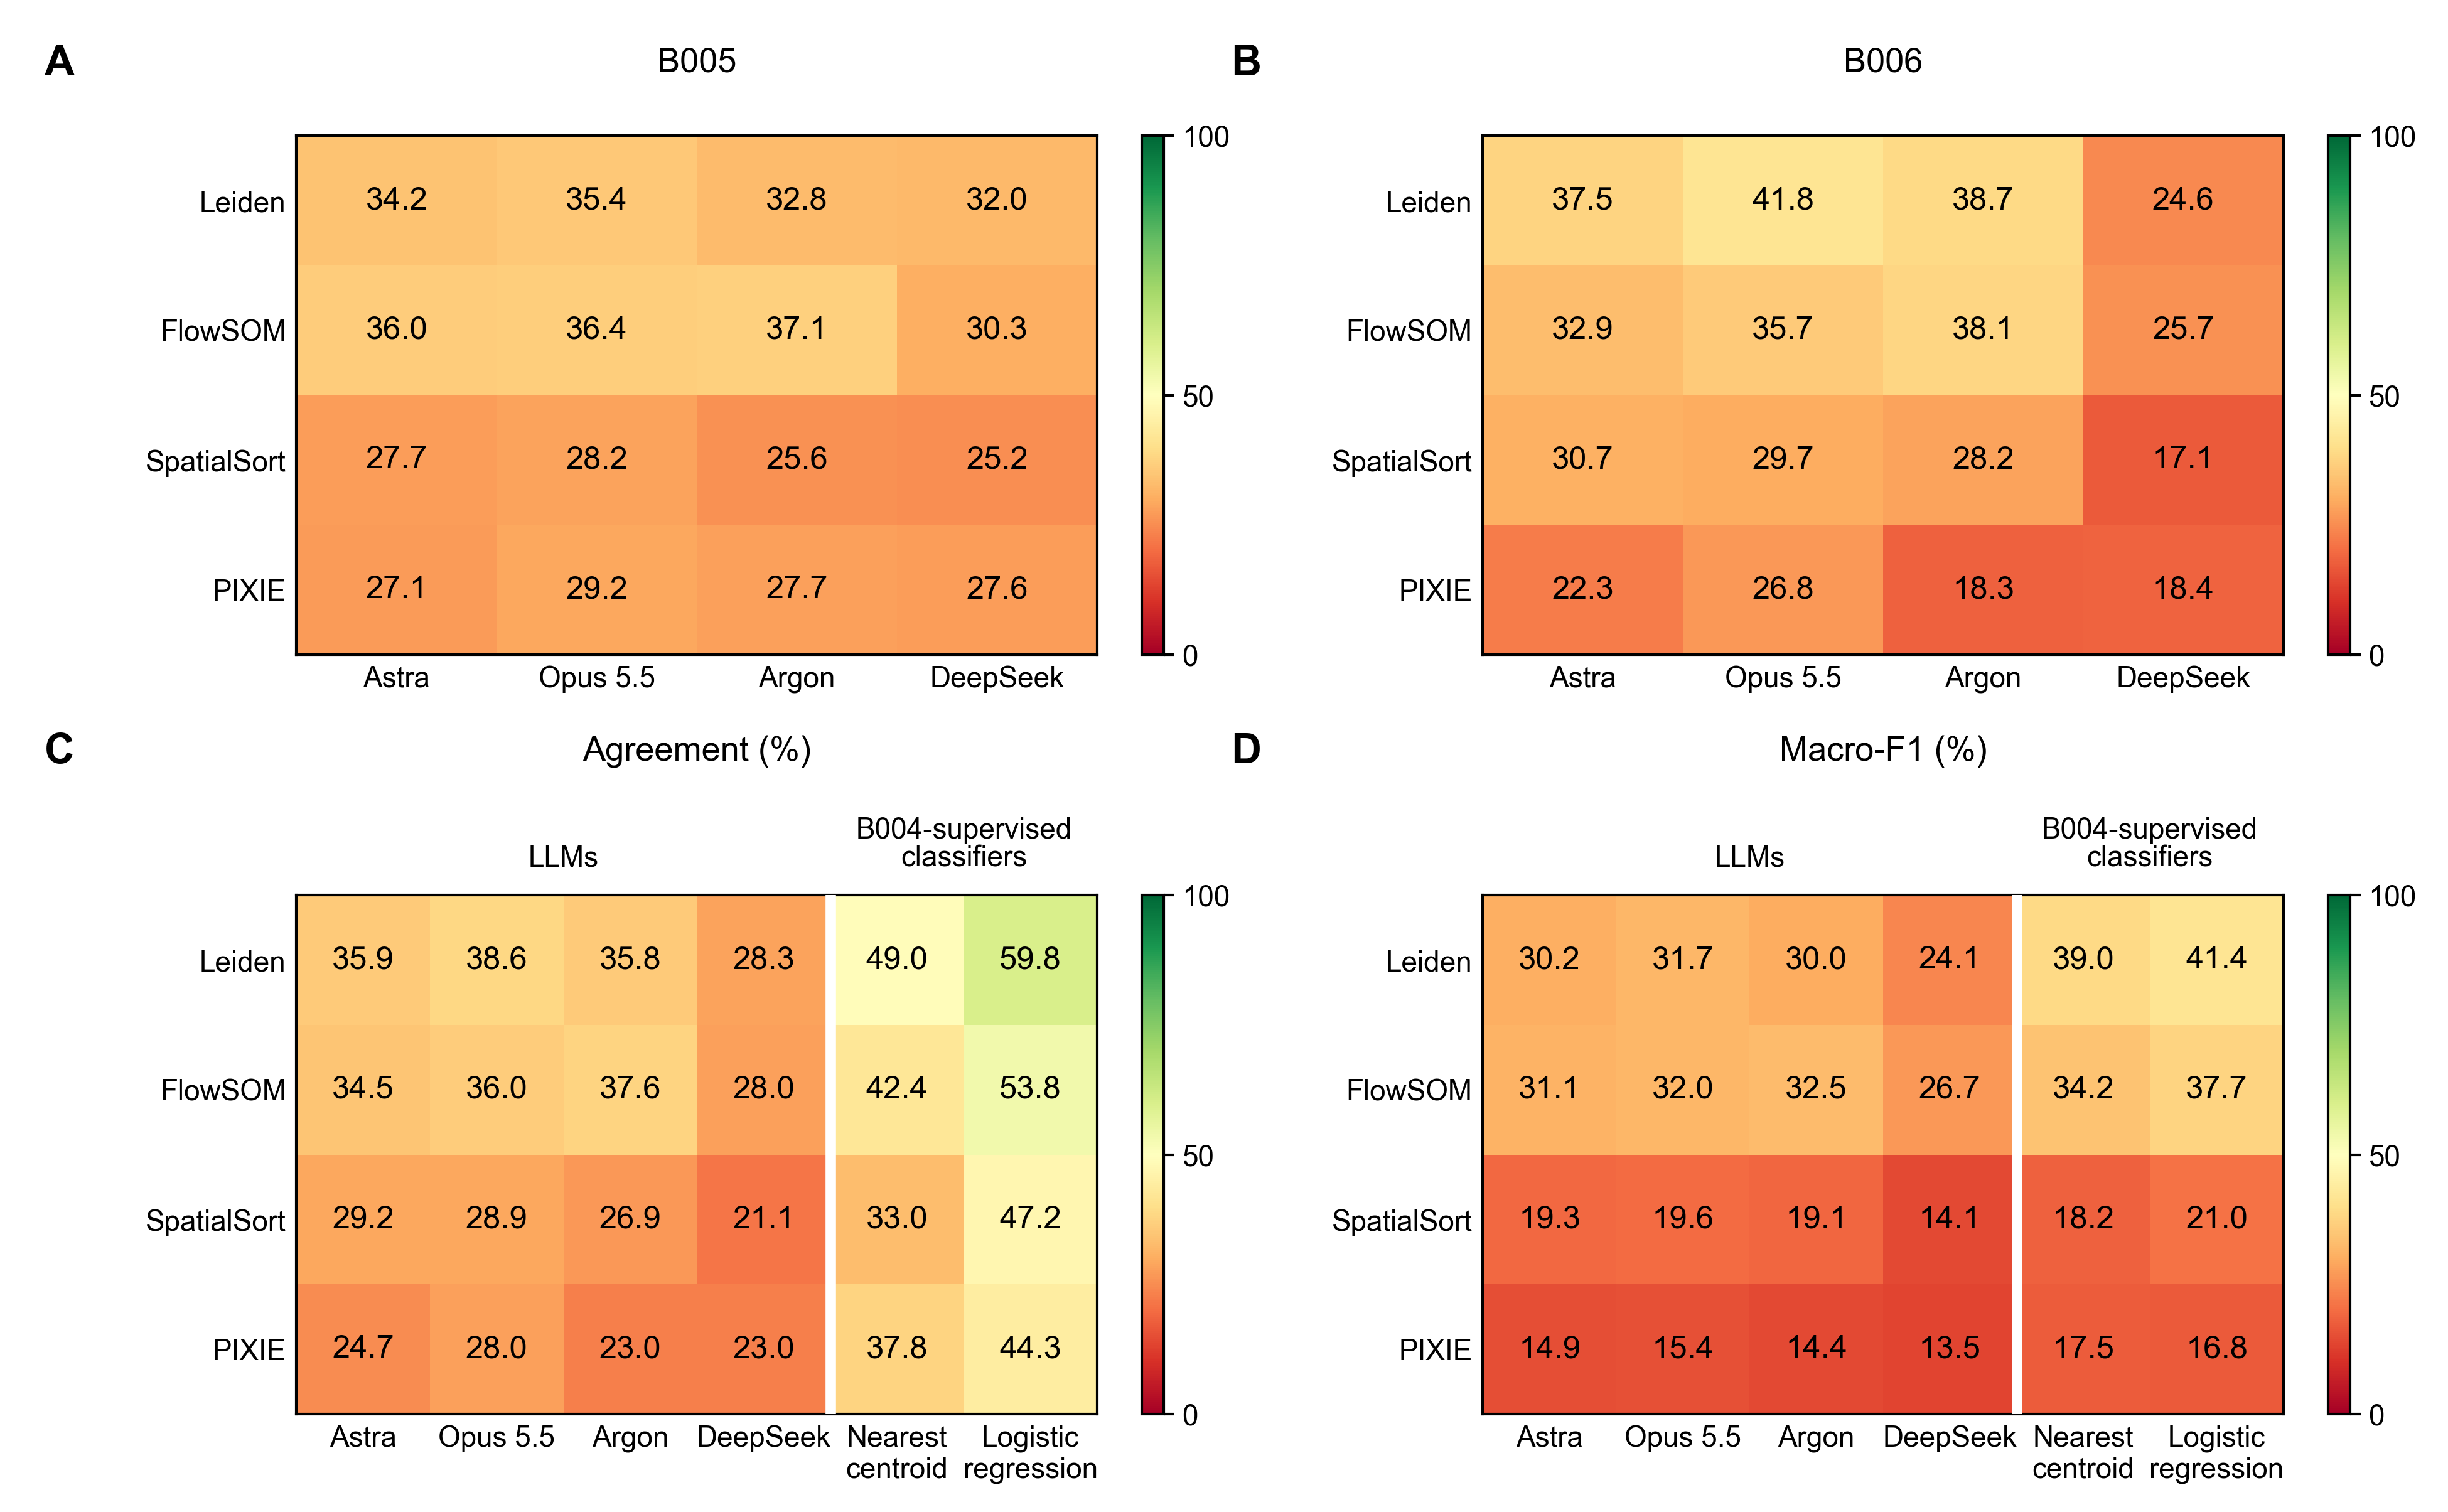 A
B005
100
50
0
Leiden 34.2 35.4 32.8 32.0
FlowSOM 36.0 36.4 37.1 30.3
SpatialSort 27.7 28.2 25.6 25.2
PIXIE 27.1 29.2 27.7 27.6
Astra Opus 5.5 Argon DeepSeek
B
B006
100
50
0
Leiden 37.5 41.8 38.7 24.6
FlowSOM 32.9 35.7 38.1 25.7
SpatialSort 30.7 29.7 28.2 17.1
PIXIE 22.3 26.8 18.3 18.4
Astra Opus 5.5 Argon DeepSeek
C
Agreement (%)
LLMs
B004-supervised
classifiers
100
50
0
Leiden 35.9 38.6 35.8 28.3 49.0 59.8
FlowSOM 34.5 36.0 37.6 28.0 42.4 53.8
SpatialSort 29.2 28.9 26.9 21.1 33.0 47.2
PIXIE 24.7 28.0 23.0 23.0 37.8 44.3
Astra Opus 5.5 Argon DeepSeek Nearest Logistic
centroid regression
D
Macro-F1 (%)
LLMs
B004-supervised
classifiers
100
50
0
Leiden 30.2 31.7 30.0 24.1 39.0 41.4
FlowSOM 31.1 32.0 32.5 26.7 34.2 37.7
SpatialSort 19.3 19.6 19.1 14.1 18.2 21.0
PIXIE 14.9 15.4 14.4 13.5 17.5 16.8
Astra Opus 5.5 Argon DeepSeek Nearest Logistic
centroid regression